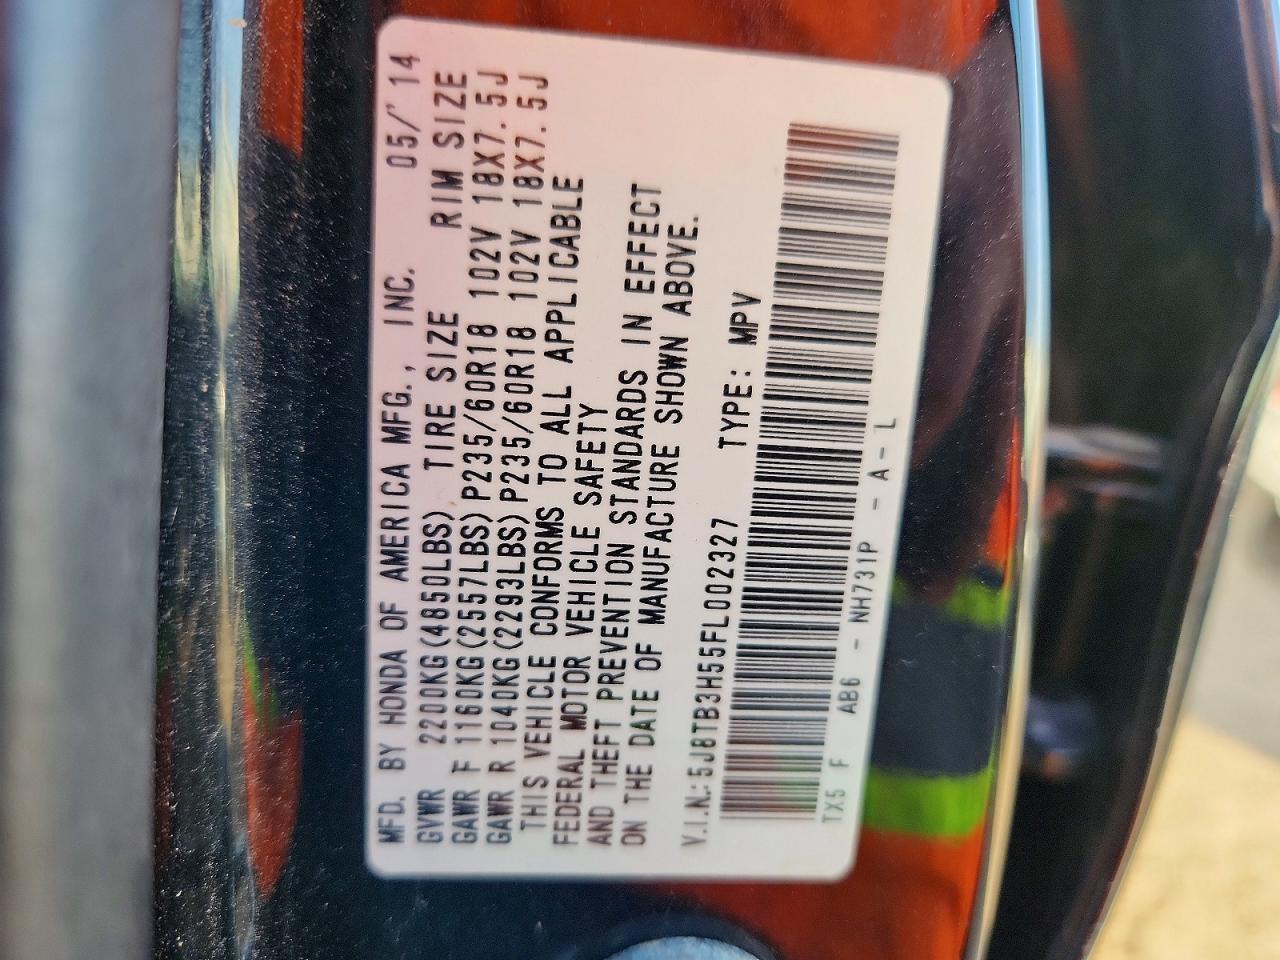 MFD. BY HONDA OF AMERICA MFG., INC. 05/'14
GVWR 2200KG(4850LBS) TIRE SIZE RIM SIZE
GAWR F 1160KG(2557LBS)P235/60R18 102V 18X7.5J
GAWR R 1040KG(2293LBS)P235/60R18 102V 18X7.5J
THIS VEHICLE CONFORMS TO ALL APPLICABLE
FEDERAL MOTOR VEHICLE SAFETY
AND THEFT PREVENTION STANDARDS IN EFFECT
ON THE DATE OF MANUFACTURE SHOWN ABOVE.
V.I.N.:5J8TB3H55FL002327 TYPE: MPV
TX5 F AB6 - NH731P - A - L